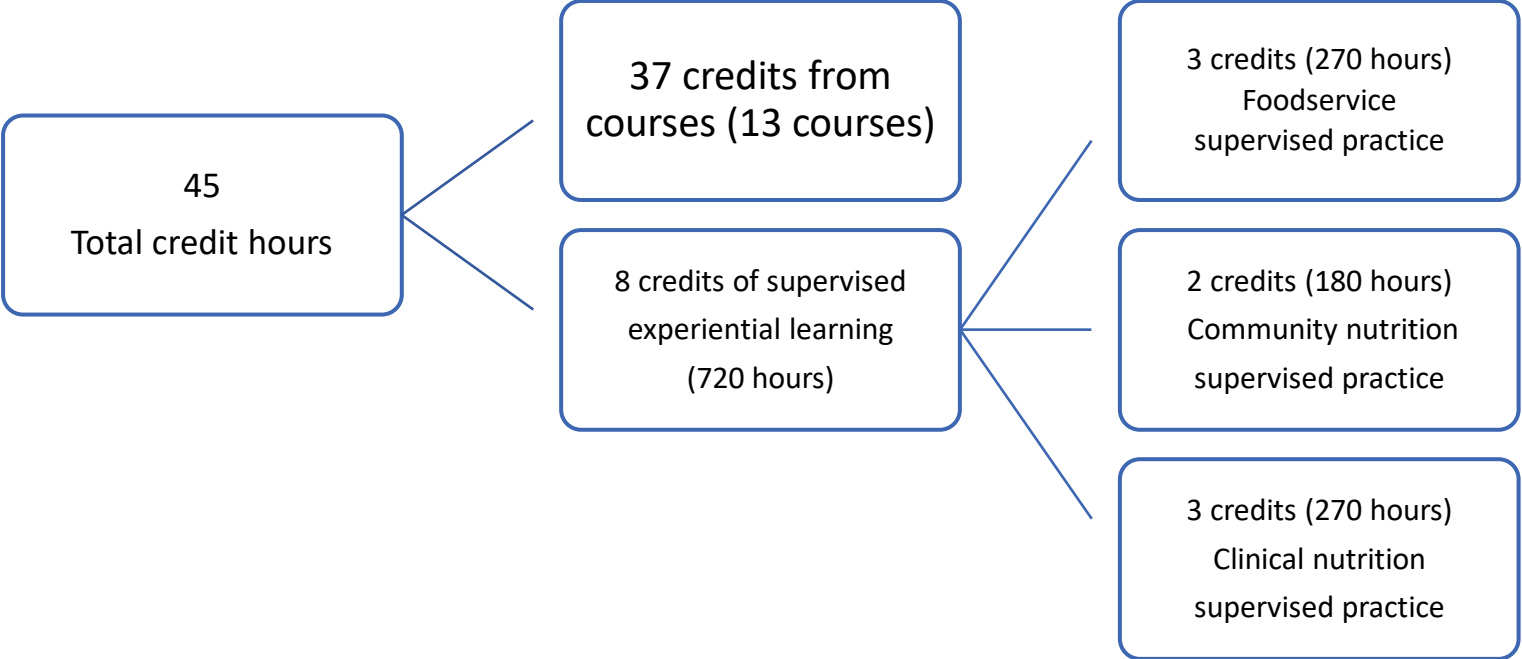 45
Total credit hours
37 credits from
courses (13 courses)
8 credits of supervised
experiential learning
(720 hours)
3 credits (270 hours)
Foodservice
supervised practice
2 credits (180 hours)
Community nutrition
supervised practice
3 credits (270 hours)
Clinical nutrition
supervised practice